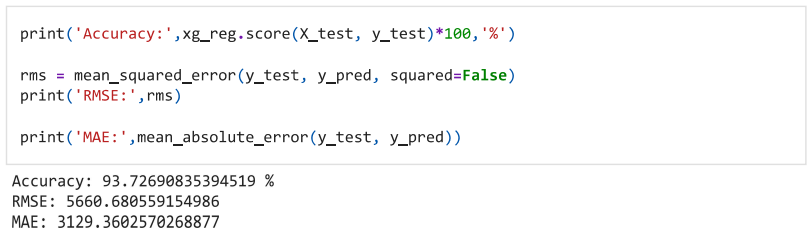 print('Accuracy:',xg_reg.score(X_test, y_test)*100,'%')
rms = mean_squared_error(y_test, y_pred, squared=False)
print('RMSE:',rms)
print('MAE:',mean_absolute_error(y_test, y_pred))
Accuracy: 93.72690835394519 %
RMSE: 5660.680559154986
MAE: 3129.3602570268877